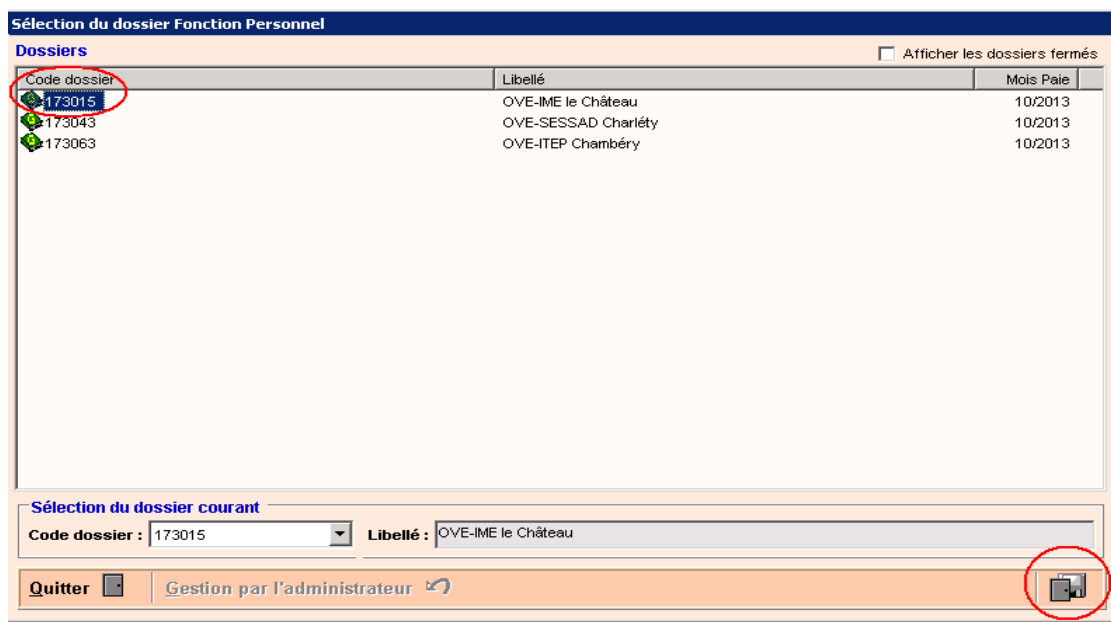 Sélection du dossier Fonction Personnel
Dossiers Afficher les dossiers fermés
Code dossier Libellé Mois Paie
173015 OVE-IME le Château 10/2013
173043 OVE-SESSAD Charléty 10/2013
173063 OVE-ITEP Chambéry 10/2013
Sélection du dossier courant
Code dossier : 173015 Libellé : OVE-IME le Château
Quitter Gestion par l'administrateur